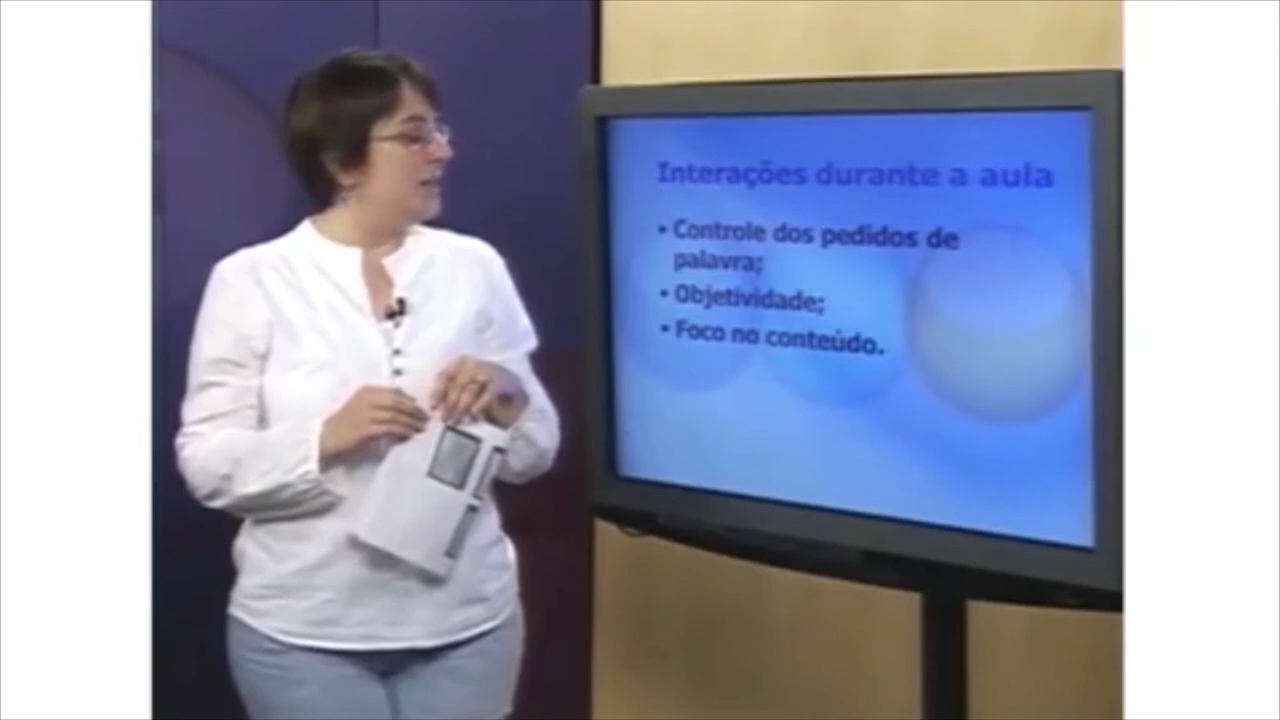 Interações durante a aula
• Controle dos pedidos de
palavra;
• Objetividade;
• Foco no conteúdo.